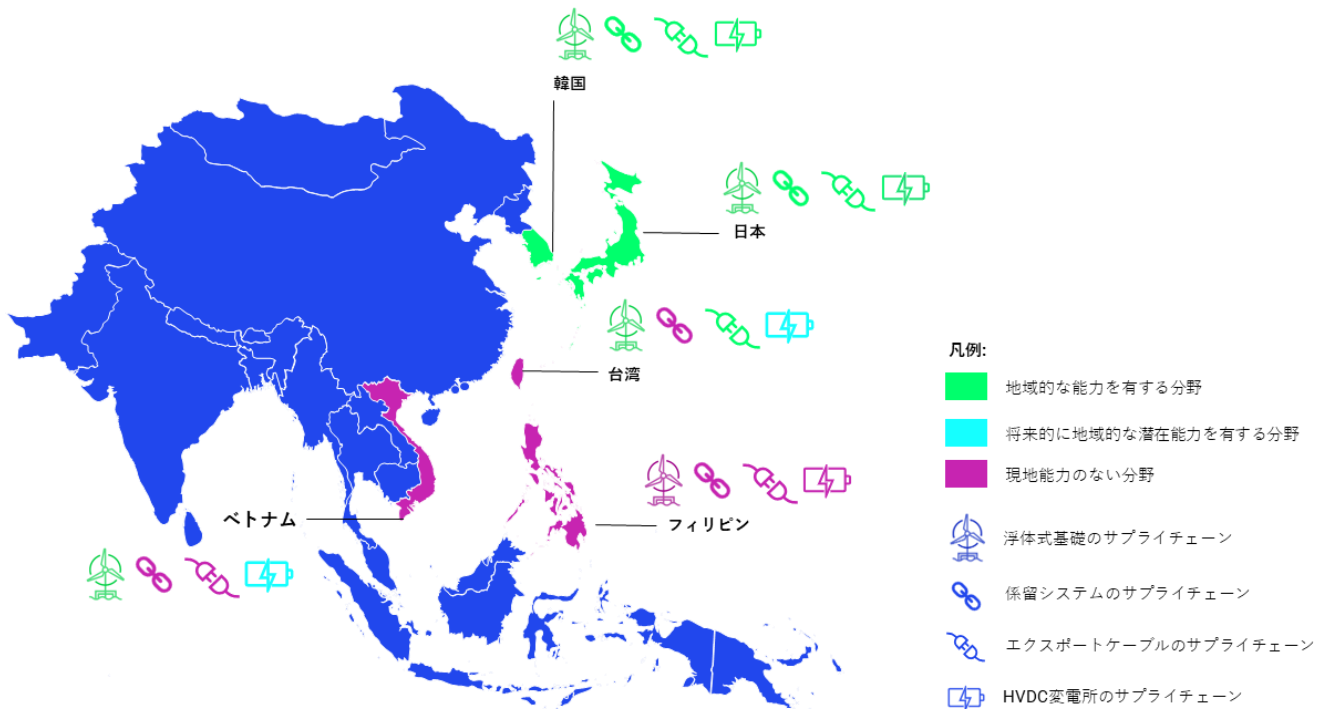 韓国
日本
台湾
ベトナム
フィリピン
凡例:
地域的な能力を有する分野
将来的に地域的な潜在能力を有する分野
現地能力のない分野
浮体式基礎のサプライチェーン
係留システムのサプライチェーン
エクスポートケーブルのサプライチェーン
HVDC変電所のサプライチェーン